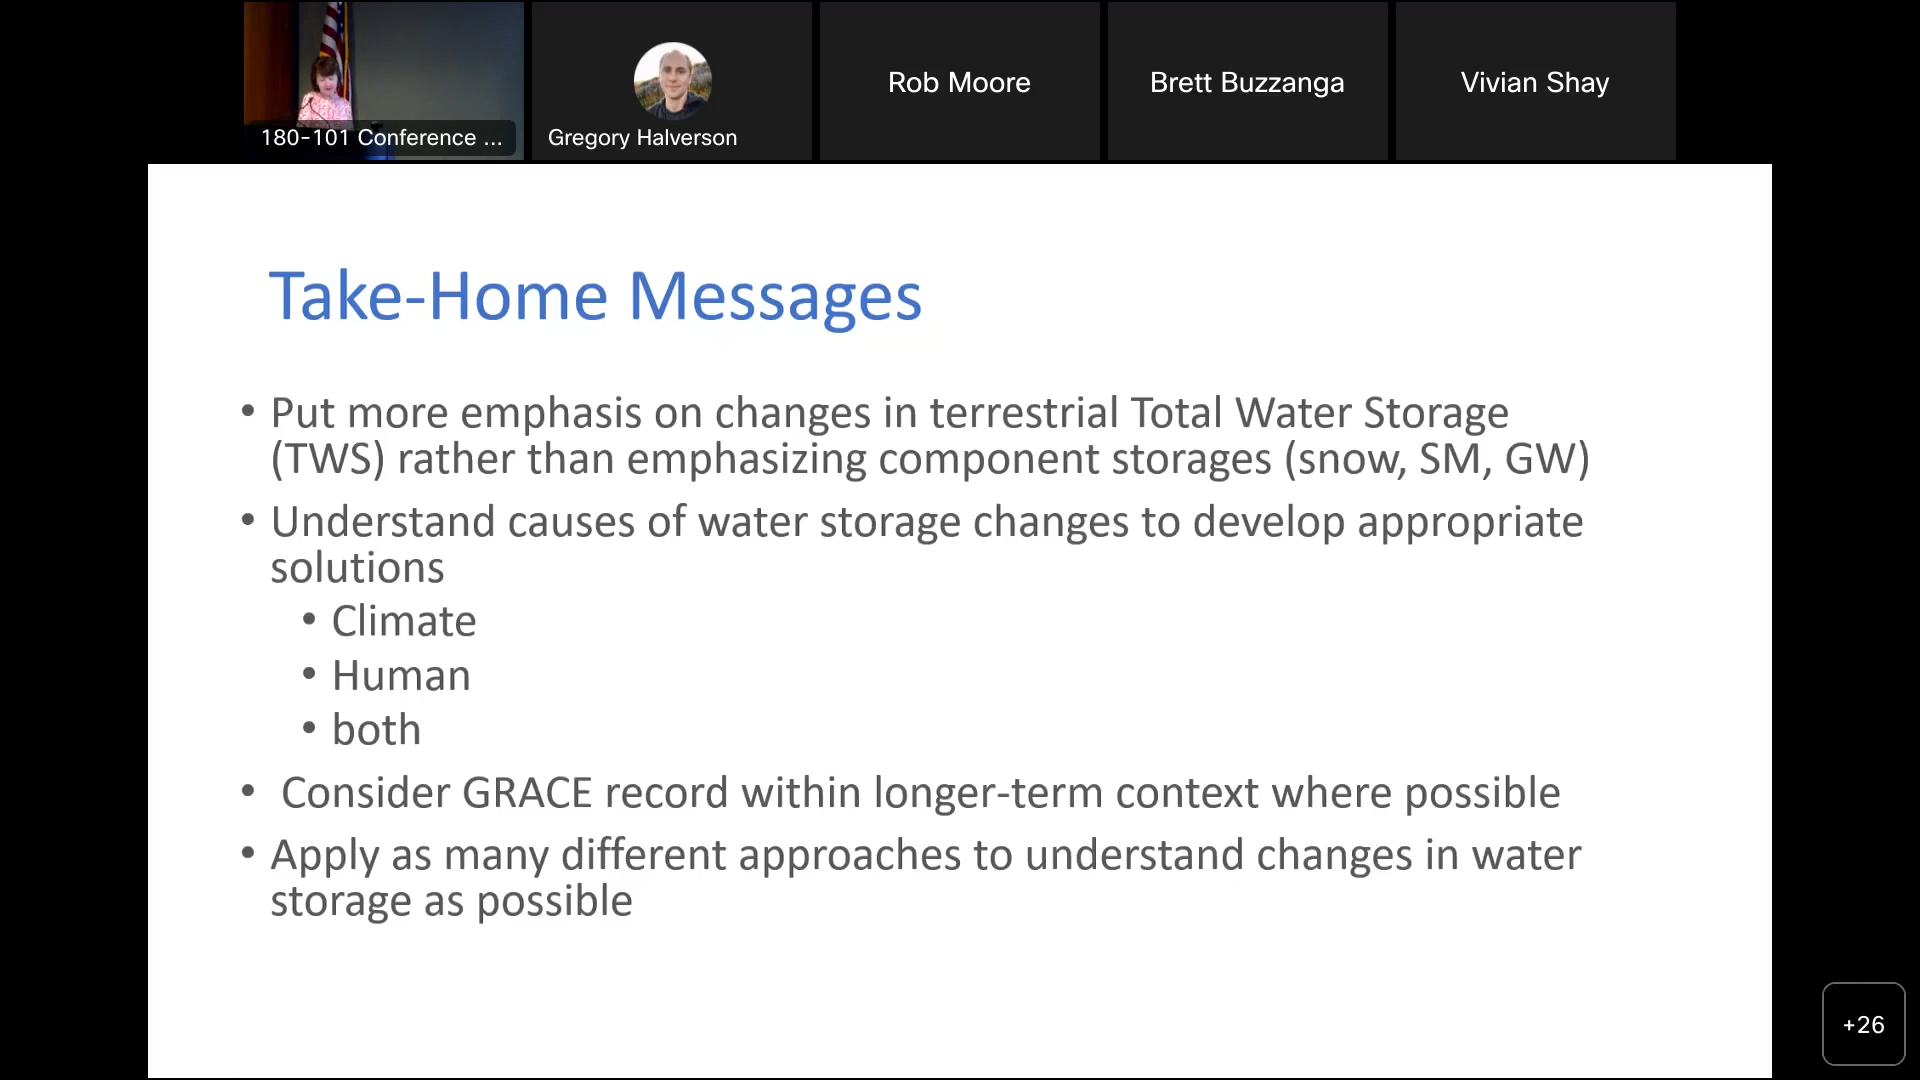 180-101 Conference ...
Gregory Halverson
Rob Moore
Brett Buzzanga
Vivian Shay
Take-Home Messages
• Put more emphasis on changes in terrestrial Total Water Storage
(TWS) rather than emphasizing component storages (snow, SM, GW)
• Understand causes of water storage changes to develop appropriate
solutions
• Climate
• Human
• both
• Consider GRACE record within longer-term context where possible
• Apply as many different approaches to understand changes in water
storage as possible
+26